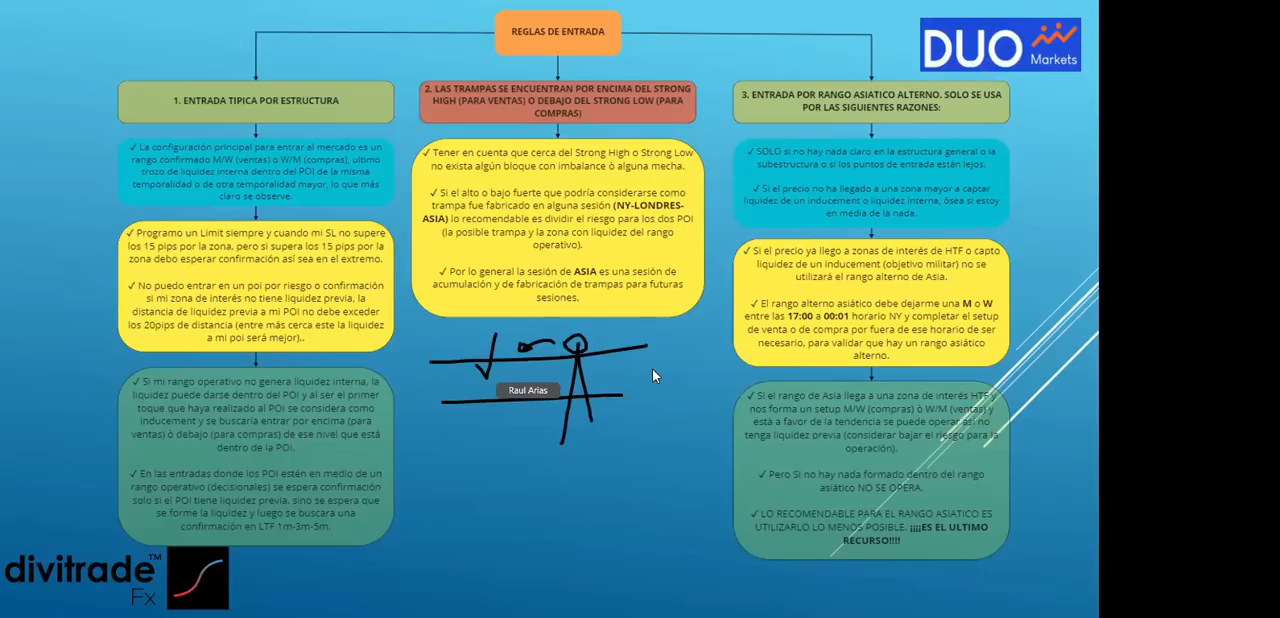 REGLAS DE ENTRADA
DUO
Markets
1. ENTRADA TIPICA POR ESTRUCTURA
✓ La configuración principal para entrar al mercado es un
rango confirmado M/W (ventas) o W/M (compras), ultimo
trozo de liquidez interna dentro del POI de la misma
temporalidad o de otra temporalidad mayor, lo que más
claro se observe.
✓ Programo un Limit siempre y cuando mi SL no supere
los 15 pips por la zona, pero si supera los 15 pips por la
zona debo esperar confirmación así sea en el extremo.
✓ No puedo entrar en un poi por riesgo o confirmación
si mi zona de interés no tiene liquidez previa, la
distancia de liquidez previa a mi POI no debe exceder
los 20pips de distancia (entre más cerca este la liquidez
a mi poi será mejor)..
✓ Si mi rango operativo no genera liquidez interna, la
liquidez puede darse dentro del POI y al ser el primer
toque que haya realizado al POI se considera como
inducement y se buscaría entrar por encima (para
ventas) ò debajo (para compras) de ese nivel que está
dentro de la POI.
✓ En las entradas donde los POI estén en medio de un
rango operativo (decisionales) se espera confirmación
solo si el POI tiene liquidez previa. sino se espera que
se forme la liquidez y luego se buscara una
confirmación en LTF 1m-3m-5m.
2. LAS TRAMPAS SE ENCUENTRAN POR ENCIMA DEL STRONG
HIGH (PARA VENTAS) O DEBAJO DEL STRONG LOW (PARA
COMPRAS)
✓ Tener en cuenta que cerca del Strong High o Strong Low
no exista algún bloque con imbalance ò alguna mecha.
✓ Si el alto o bajo fuerte que podría considerarse como
trampa fue fabricado en alguna sesión (NY-LONDRES-
ASIA) lo recomendable es dividir el riesgo para los dos POI
(la posible trampa y la zona con liquidez del rango
operativo).
✓ Por lo general la sesión de ASIA es una sesión de
acumulación y de fabricación de trampas para futuras
sesiones.
Raul Arias
3. ENTRADA POR RANGO ASIATICO ALTERNO. SOLO SE USA
POR LAS SIGUIENTES RAZONES:
✓ SOLO si no hay nada claro en la estructura general o la
subestructura o si los puntos de entrada están lejos.
✓ Si el precio no ha llegado a una zona mayor a captar
liquidez de un inducement o liquidez interna, ósea si estoy
en media de la nada.
✓ Si el precio ya llego a zonas de interés de HTF o capto
liquidez de un inducement (objetivo militar) no se
utilizará el rango alterno de Asia.
✓ El rango alterno asiático debe dejarme una M o W
entre las 17:00 a 00:01 horario NY y completar el setup
de venta o de compra por fuera de ese horario de ser
necesario, para validar que hay un rango asiático
alterno.
✓ Si el rango de Asia llega a una zona de interés HTF y
nos forma un setup M/W (compras) ò W/M (ventas) y
está a favor de la tendencia se puede operar así no
tenga liquidez previa (considerar bajar el riesgo para la
operación).
✓ Pero Si no hay nada formado dentro del rango
asiático NO SE OPERA.
✓ LO RECOMENDABLE PARA EL RANGO ASIATICO ES
UTILIZARLO LO MENOS POSIBLE. ¡¡¡¡ES EL ULTIMO
RECURSO!!!!
divitrade™
Fx